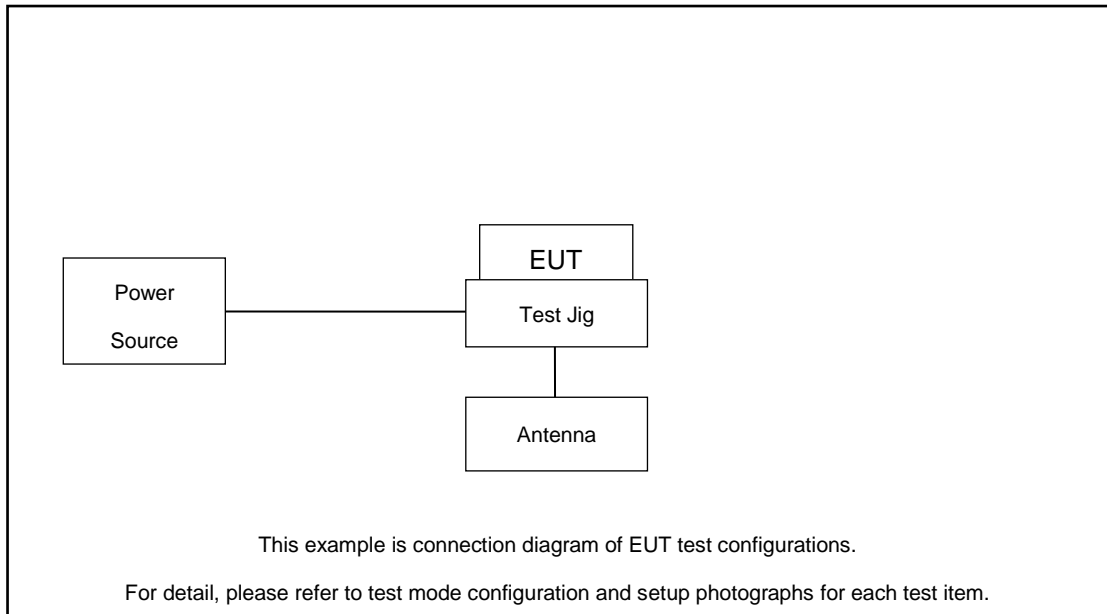 EUT
Power
Source
Test Jig
Antenna
This example is connection diagram of EUT test configurations.
For detail, please refer to test mode configuration and setup photographs for each test item.